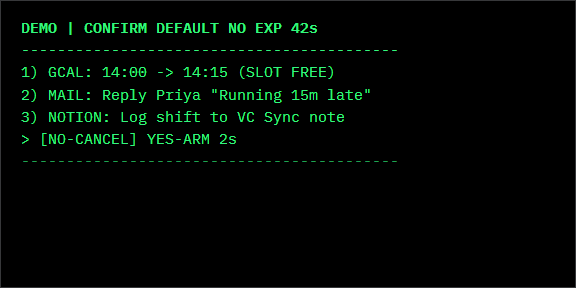 DEMO | CONFIRM DEFAULT NO EXP 42s
------------------------------------------
1) GCAL: 14:00 -> 14:15 (SLOT FREE)
2) MAIL: Reply Priya "Running 15m late"
3) NOTION: Log shift to VC Sync note
> [NO-CANCEL] YES-ARM 2s
------------------------------------------